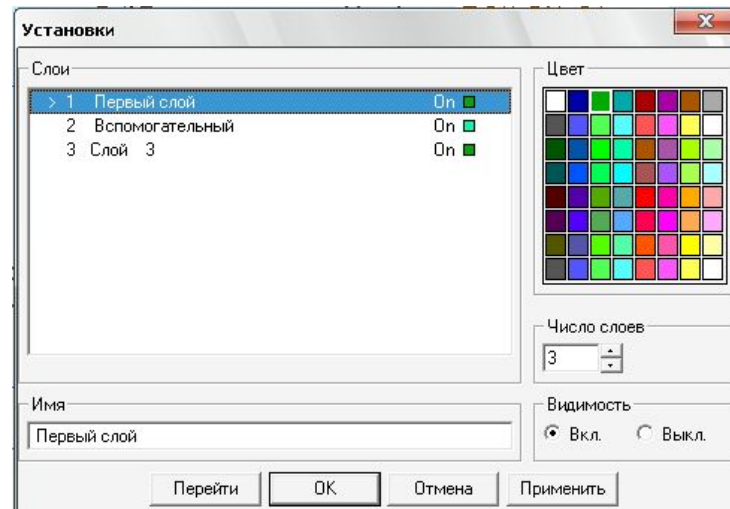 Установки
Слои
> 1 Первый слой On
2 Вспомогательный On
3 Слой 3 On
Цвет
Число слоев
3
Имя
Первый слой
Видимость
Вкл. Выкл.
Перейти OK Отмена Применить